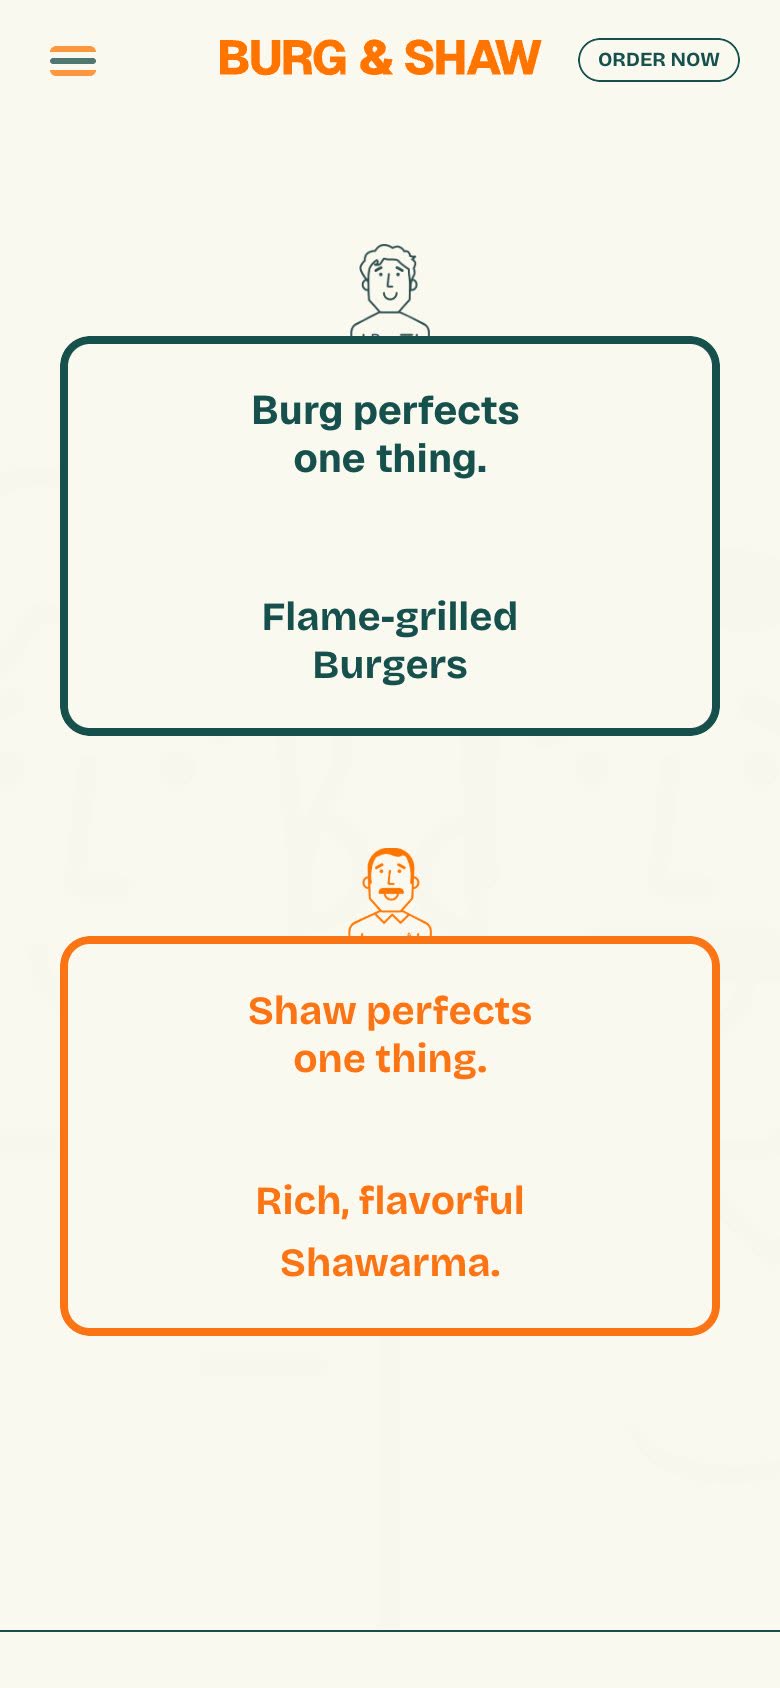 BURG & SHAW
ORDER NOW
Burg perfects
one thing.
Flame-grilled
Burgers
Shaw perfects
one thing.
Rich, flavorful
Shawarma.